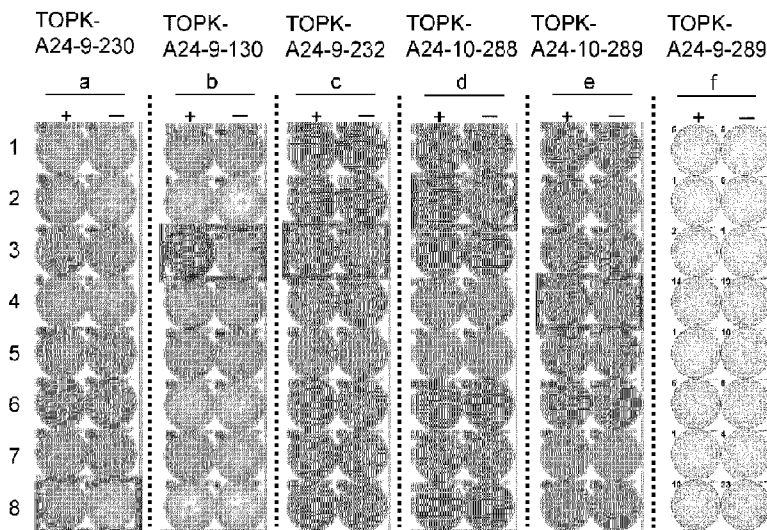 TOPK- TOPK- TOPK- TOPK- TOPK- TOPK-
A24-9-230 A24-9-130 A24-9-232 A24-10-288 A24-10-289 A24-9-289
a b c d e f
+ — + — + — + — + — + —
1
2
3
4
5
6
7
8